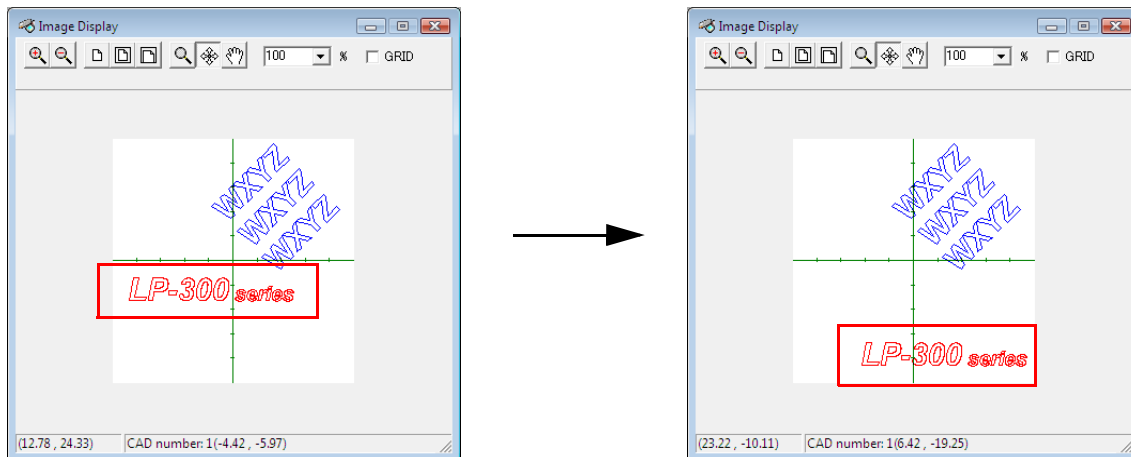 Image Display
100 % GRID
WXYZ
WXYZ
WXYZ
LP-300 series
(12.78 , 24.33) CAD number: 1(-4.42 , -5.97)
Image Display
100 % GRID
WXYZ
WXYZ
WXYZ
LP-300 series
(23.22 , -10.11) CAD number: 1(6.42 , -19.25)